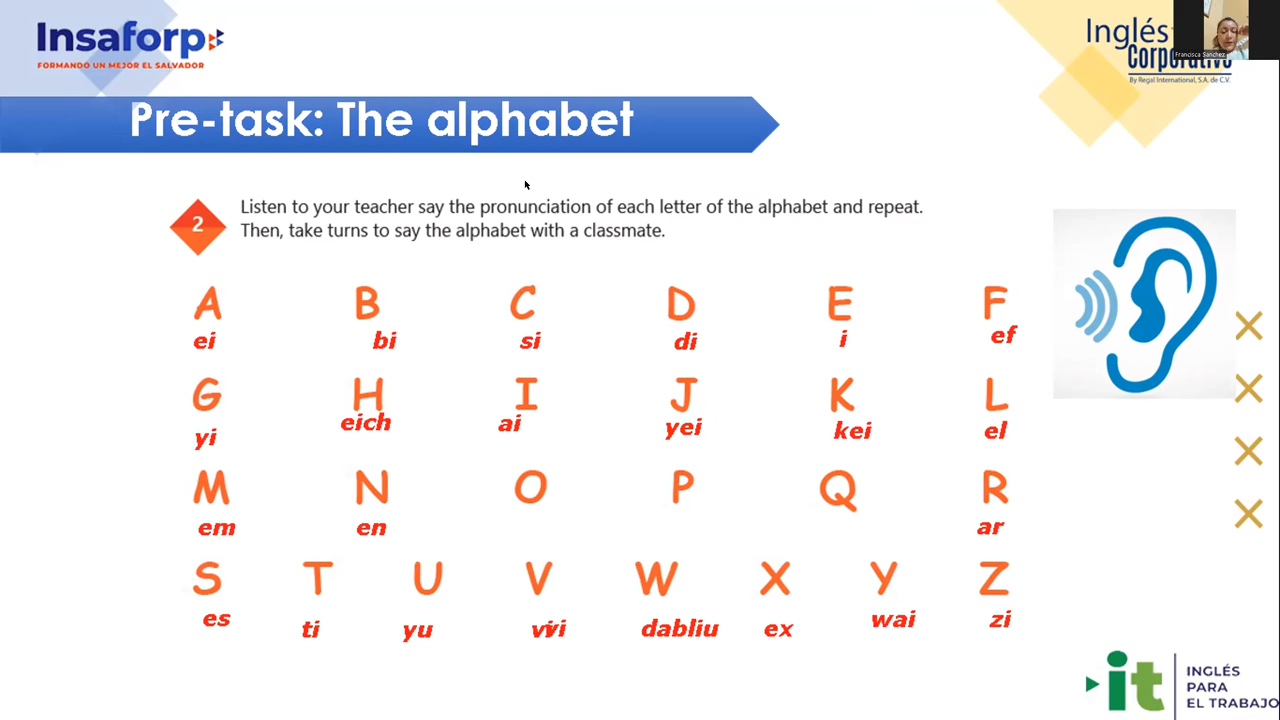 Insaforp
FORMANDO UN MEJOR EL SALVADOR
Inglés
Corporativo
By Regal International, S.A. de C.V.
Francisca Sanchez
Pre-task: The alphabet
2
Listen to your teacher say the pronunciation of each letter of the alphabet and repeat.
Then, take turns to say the alphabet with a classmate.
A B C D E F
ei bi si di i ef
G H I J K L
yi eich ai yei kei el
M N O P Q R
em en ar
S T U V W X Y Z
es ti yu vi dabliu ex wai zi
it
INGLÉS
PARA
EL TRABAJO